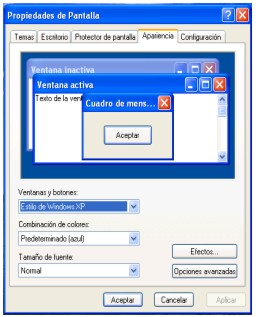 Propiedades de Pantalla
Temas Escritorio Protector de pantalla Apariencia Configuración
Ventana inactiva
Ventana activa
Texto de la vent
Cuadro de mens...
Aceptar
Ventanas y botones:
Estilo de Windows XP
Combinación de colores:
Predeterminado (azul)
Tamaño de fuente:
Normal
Efectos...
Opciones avanzadas
Aceptar Cancelar Aplicar